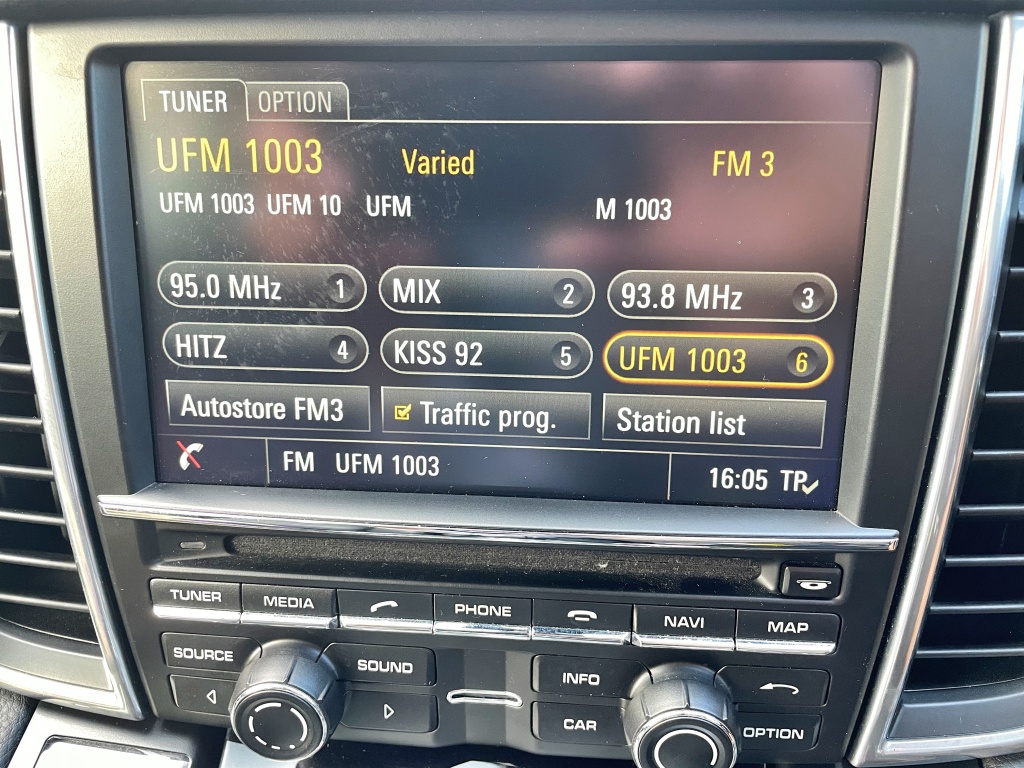 TUNER OPTION
UFM 1003 Varied FM 3
UFM 1003 UFM 10 UFM M 1003
95.0 MHz 1 MIX 2 93.8 MHz 3
HITZ 4 KISS 92 5 UFM 1003 6
Autostore FM3 Traffic prog. Station list
FM UFM 1003 16:05 TP
TUNER MEDIA PHONE NAVI MAP
SOURCE SOUND INFO
CAR OPTION